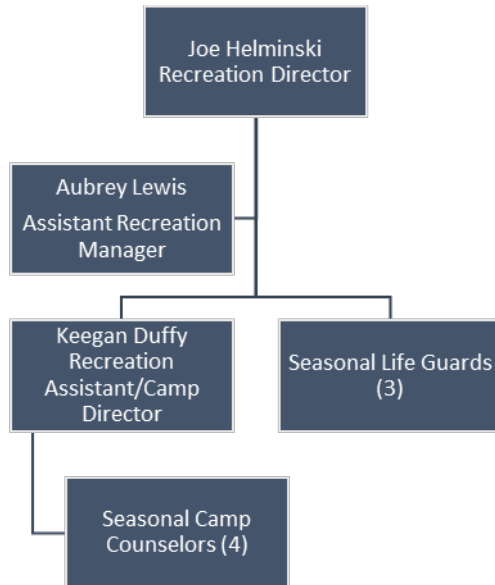 Joe Helminski
Recreation Director
Aubrey Lewis
Assistant Recreation
Manager
Keegan Duffy
Recreation
Assistant/Camp
Director
Seasonal Life Guards
(3)
Seasonal Camp
Counselors (4)